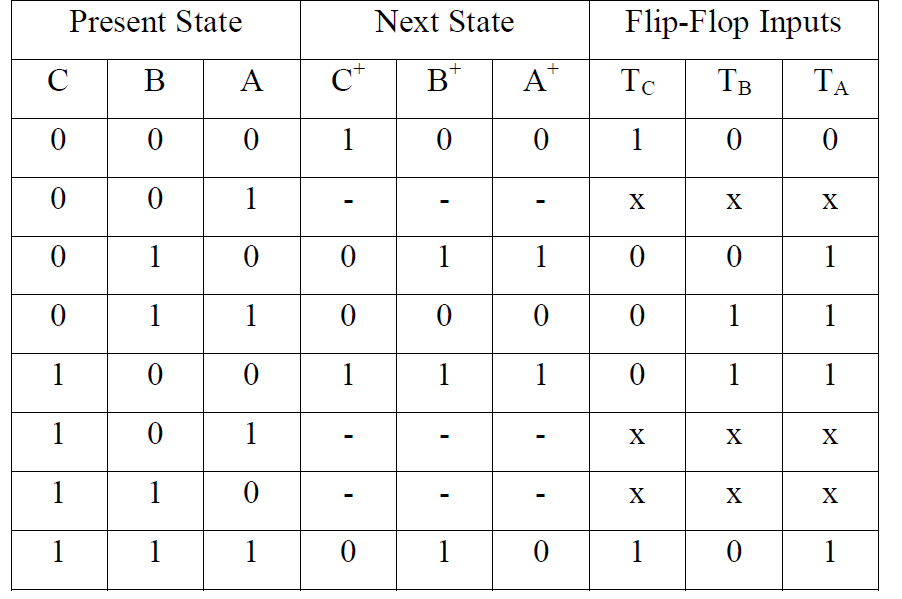 Present State Next State Flip-Flop Inputs
C B A C⁺ B⁺ A⁺ T_C T_B T_A
0 0 0 1 0 0 1 0 0
0 0 1 - - - x x x
0 1 0 0 1 1 0 0 1
0 1 1 0 0 0 0 1 1
1 0 0 1 1 1 0 1 1
1 0 1 - - - x x x
1 1 0 - - - x x x
1 1 1 0 1 0 1 0 1